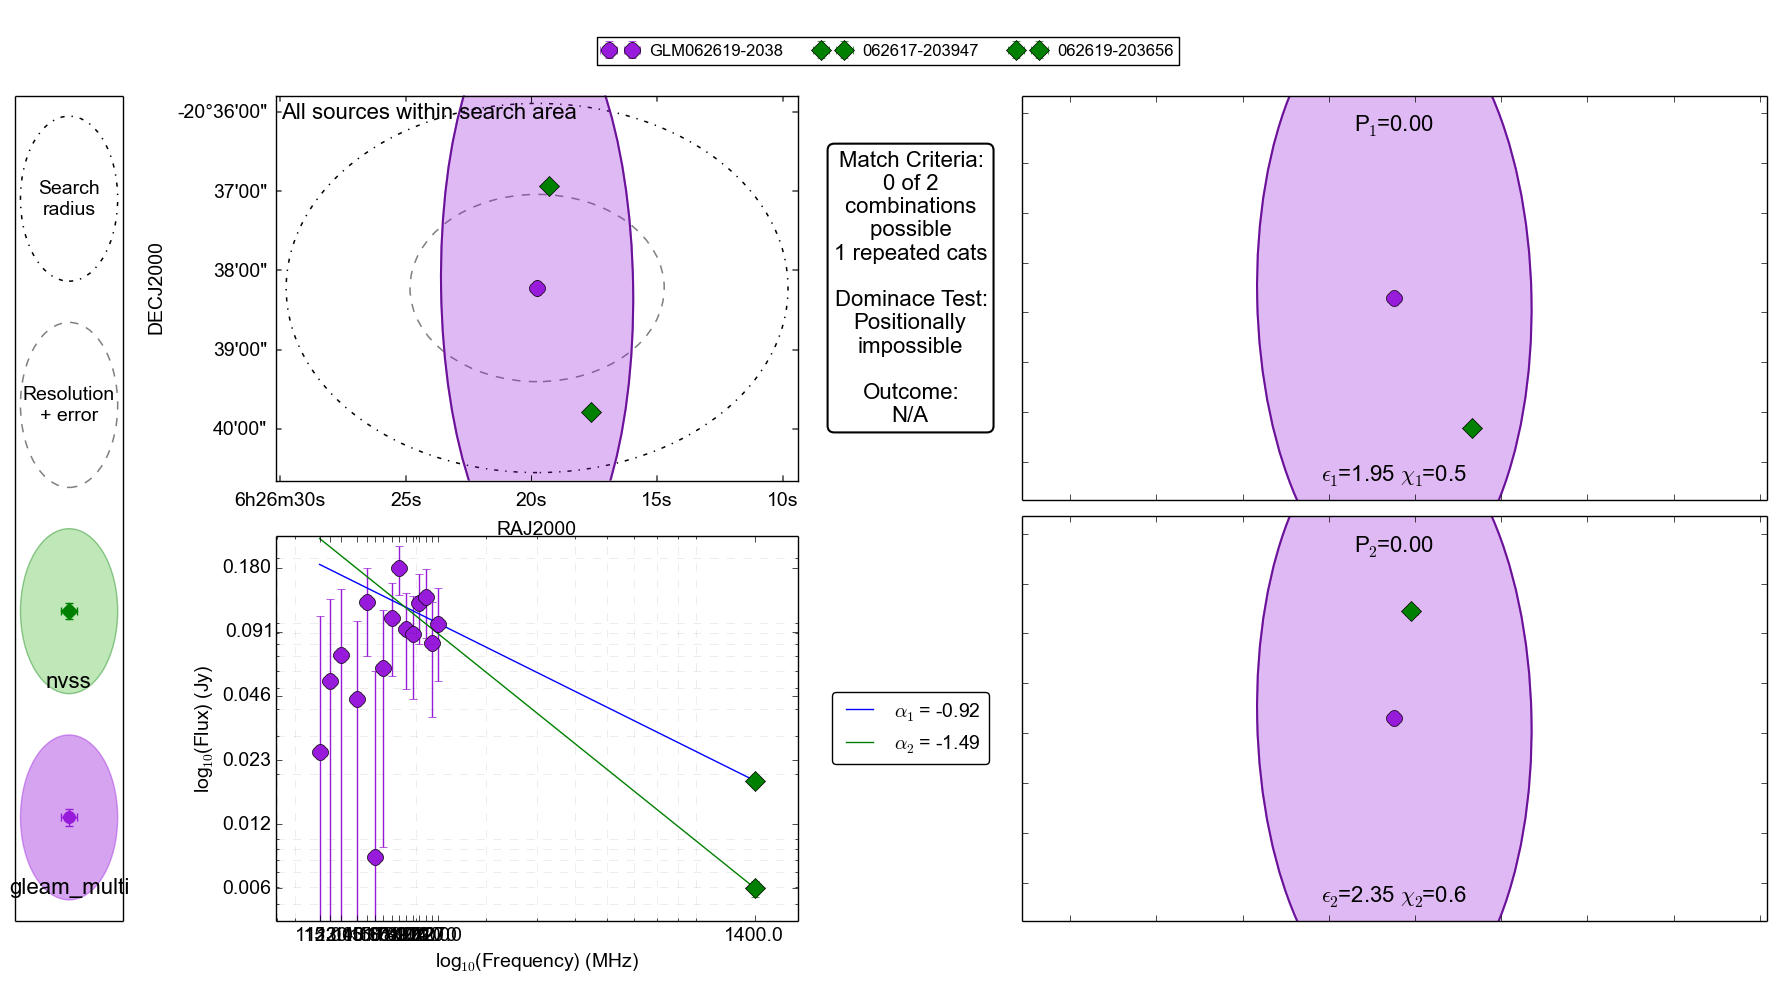 GLM062619-2038
062617-203947
062619-203656
Search
radius
Resolution
+ error
nvss
gleam_multi
All sources within search area
-20°36'00"
37'00"
38'00"
39'00"
40'00"
DECJ2000
6h26m30s
25s
20s
15s
10s
RAJ2000
Match Criteria:
0 of 2
combinations
possible
1 repeated cats
Dominace Test:
Positionally
impossible
Outcome:
N/A
P1=0.00
ϵ1=1.95 χ1=0.5
P2=0.00
ϵ2=2.35 χ2=0.6
0.180
0.091
0.046
0.023
0.012
0.006
log10(Flux) (Jy)
1400.0
log10(Frequency) (MHz)
α1 = -0.92
α2 = -1.49